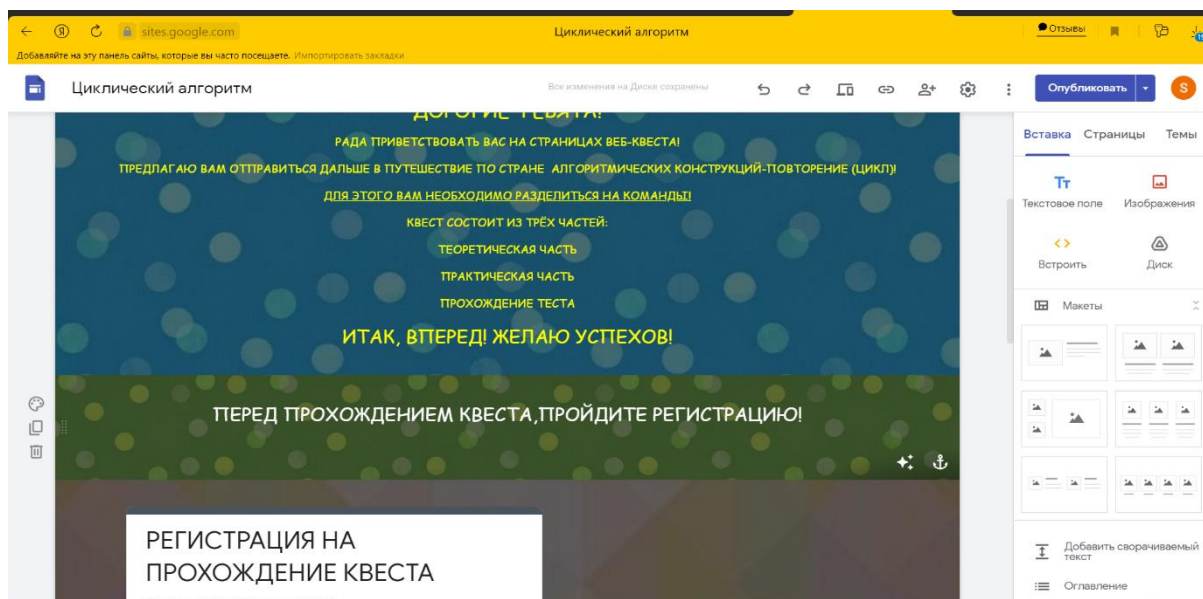 sites.google.com
Циклический алгоритм
Отзывы
Добавляйте на эту панель сайты, которые вы часто посещаете. Импортировать закладки
Циклический алгоритм
Все изменения на Диске сохранены
Опубликовать
S
ДОРОГИЕ РЕБЯТА!
РАДА ПРИВЕТСТВОВАТЬ ВАС НА СТРАНИЦАХ ВЕБ-КВЕСТА!
ПРЕДЛАГАЮ ВАМ ОТПРАВИТЬСЯ ДАЛЬШЕ В ПУТЕШЕСТВИЕ ПО СТРАНЕ АЛГОРИТМИЧЕСКИХ КОНСТРУКЦИЙ-ПОВТОРЕНИЕ (ЦИКЛ)!
ДЛЯ ЭТОГО ВАМ НЕОБХОДИМО РАЗДЕЛИТЬСЯ НА КОМАНДЫ!
КВЕСТ СОСТОИТ ИЗ ТРЁХ ЧАСТЕЙ:
ТЕОРЕТИЧЕСКАЯ ЧАСТЬ
ПРАКТИЧЕСКАЯ ЧАСТЬ
ПРОХОЖДЕНИЕ ТЕСТА
ИТАК, ВПЕРЕД! ЖЕЛАЮ УСПЕХОВ!
ПЕРЕД ПРОХОЖДЕНИЕМ КВЕСТА,ПРОЙДИТЕ РЕГИСТРАЦИЮ!
РЕГИСТРАЦИЯ НА
ПРОХОЖДЕНИЕ КВЕСТА
Вставка Страницы Темы
Текстовое поле Изображения
Встроить Диск
Макеты
Добавить сворачиваемый
текст
Оглавление